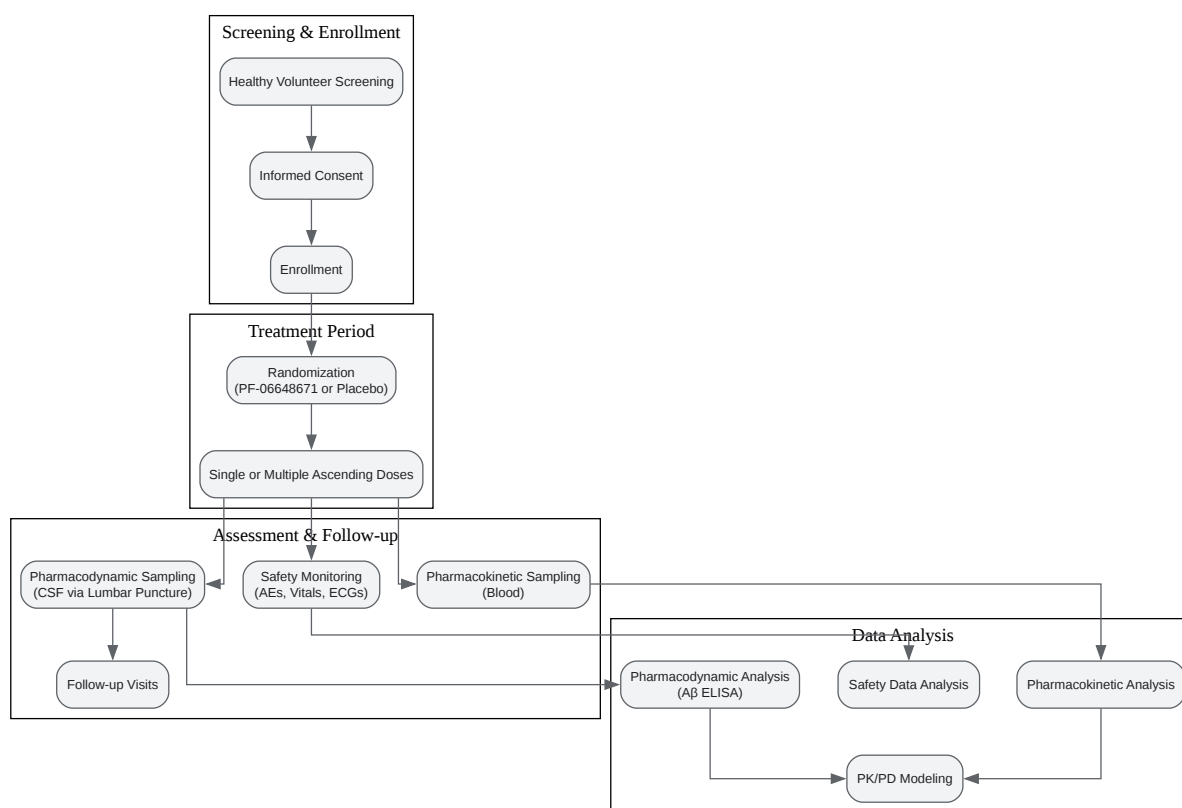 Screening & Enrollment
Healthy Volunteer Screening
Informed Consent
Enrollment
Treatment Period
Randomization
(PF-06648671 or Placebo)
Single or Multiple Ascending Doses
Assessment & Follow-up
Pharmacodynamic Sampling
(CSF via Lumbar Puncture)
Safety Monitoring
(AEs, Vitals, ECGs)
Pharmacokinetic Sampling
(Blood)
Follow-up Visits
Data Analysis
Pharmacodynamic Analysis
(Aβ ELISA)
Safety Data Analysis
Pharmacokinetic Analysis
PK/PD Modeling